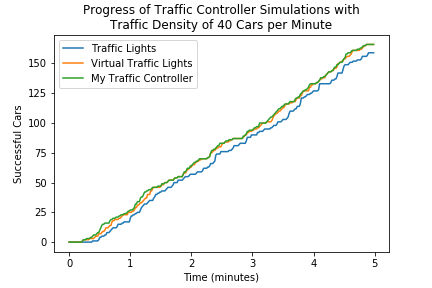 Progress of Traffic Controller Simulations with
Traffic Density of 40 Cars per Minute
Traffic Lights
Virtual Traffic Lights
My Traffic Controller
Successful Cars
150
125
100
75
50
25
0
0 1 2 3 4 5
Time (minutes)